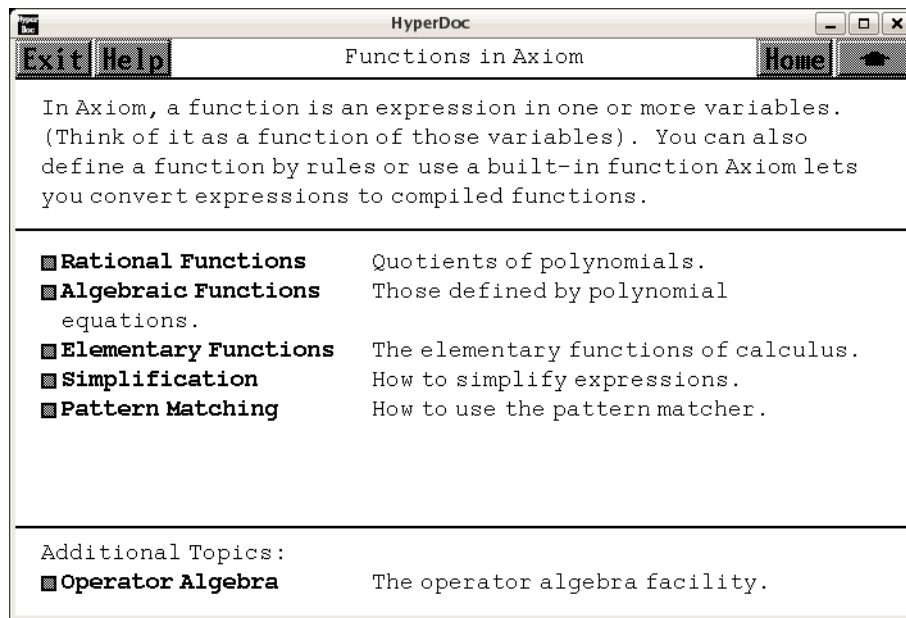 Hyper
Doc
HyperDoc
Exit Help Functions in Axiom Home
In Axiom, a function is an expression in one or more variables.
(Think of it as a function of those variables). You can also
define a function by rules or use a built-in function Axiom lets
you convert expressions to compiled functions.
Rational Functions Quotients of polynomials.
Algebraic Functions Those defined by polynomial
equations.
Elementary Functions The elementary functions of calculus.
Simplification How to simplify expressions.
Pattern Matching How to use the pattern matcher.
Additional Topics:
Operator Algebra The operator algebra facility.